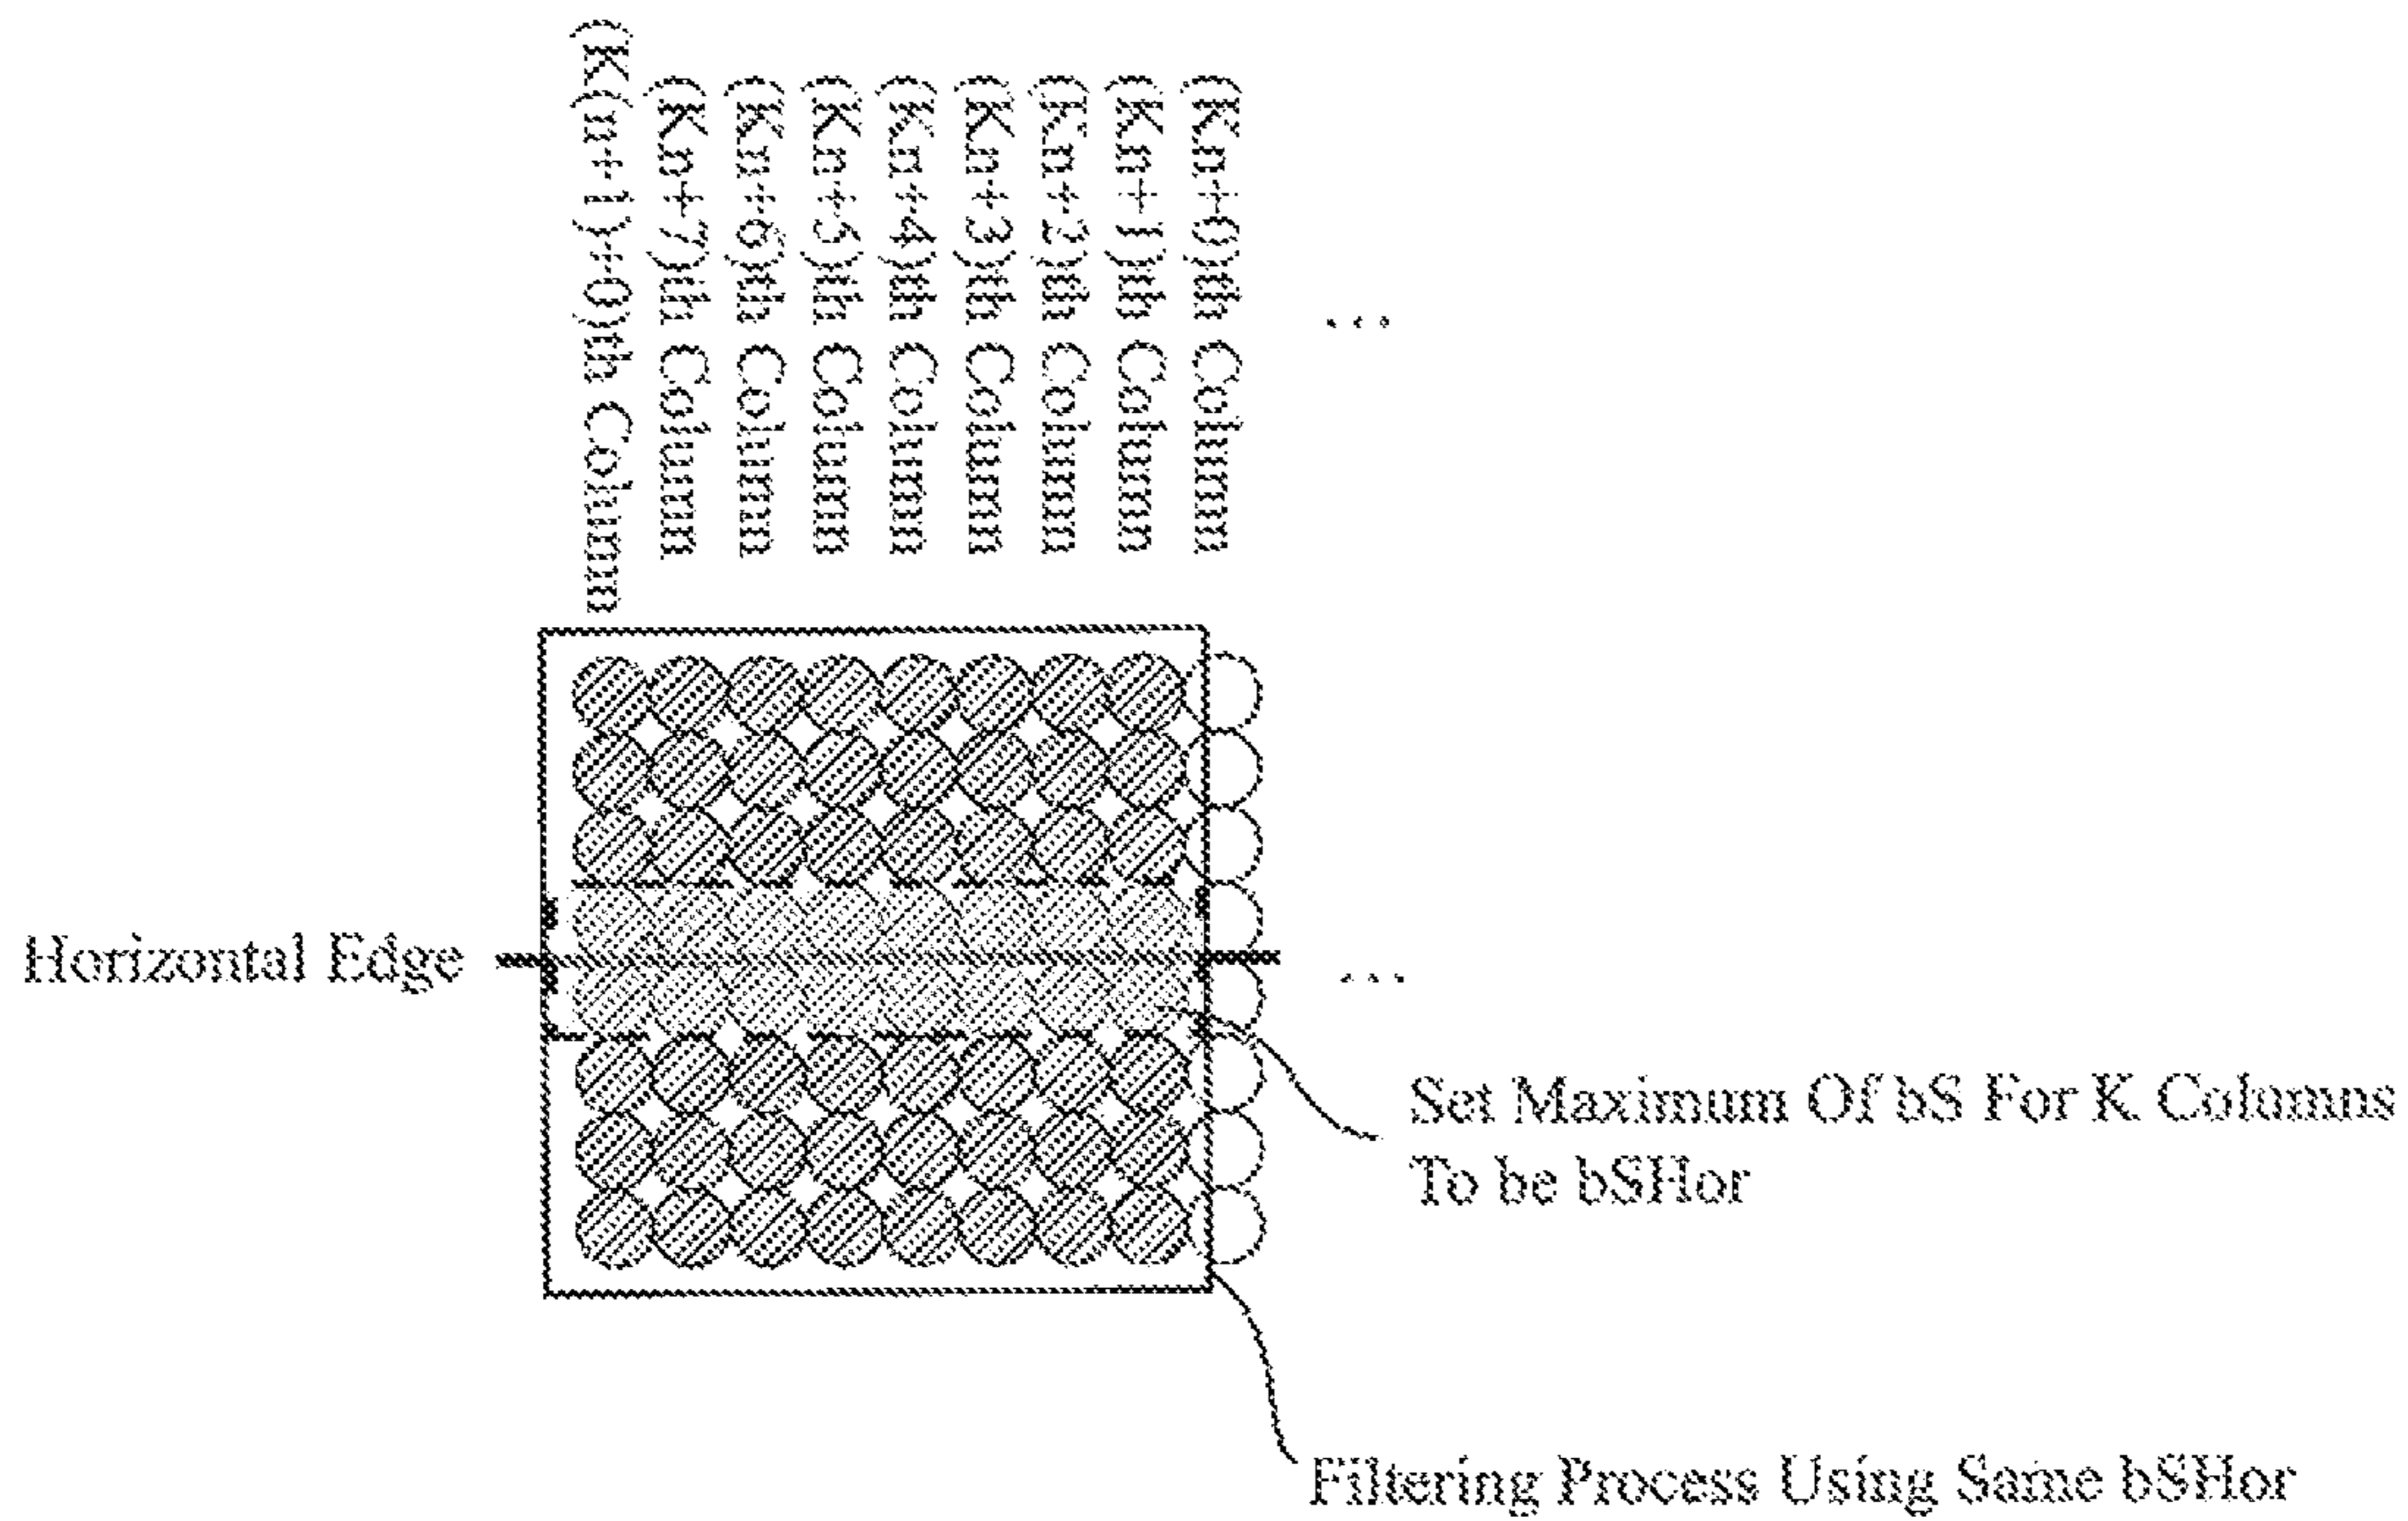 (K(n+1)+0)th Column
(Kn+7)th Column
(Kn+6)th Column
(Kn+5)th Column
(Kn+4)th Column
(Kn+3)th Column
(Kn+2)th Column
(Kn+1)th Column
(Kn+0)th Column
...
Horizontal Edge
...
Set Maximum Of bS For K Columns
To be bSHor
Filtering Process Using Same bSHor